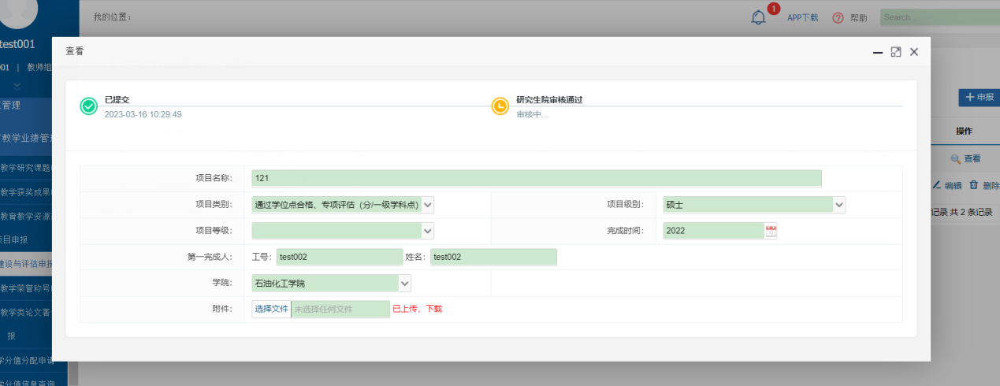 我的位置：
1
APP下载
帮助
Search...
test001
001 | 教师组
管理
教学业绩管理
教学研究课题
教学获奖成果
教育教学资源
项目申报
建设与评估申报
教学荣誉称号
教学类论文著
报
学分值分配申请
学分值信息查询
查看
已提交
2023-03-16 10:29:49
研究生院审核通过
审核中...
项目名称： 121
项目类别： 通过学位点合格、专项评估（分/一级学科点） 项目级别： 硕士
项目等级： 完成时间： 2022
第一完成人： 工号： test002 姓名： test002
学院： 石油化工学院
附件： 选择文件 未选择任何文件 已上传，下载
申报
操作
查看
编辑 删除
记录 共 2 条记录